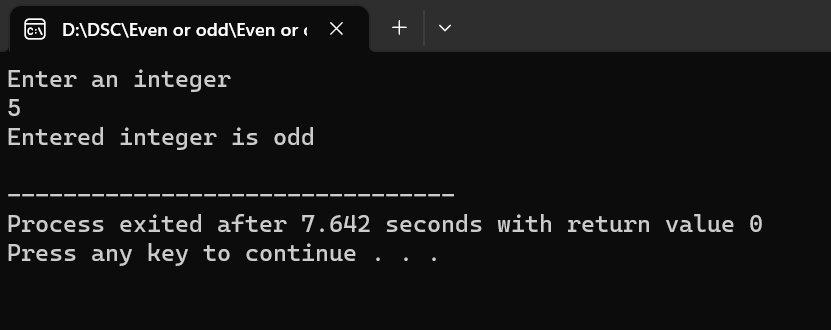 D:\DSC\Even or odd\Even or
Enter an integer
5
Entered integer is odd
--------------------------------
Process exited after 7.642 seconds with return value 0
Press any key to continue . . .